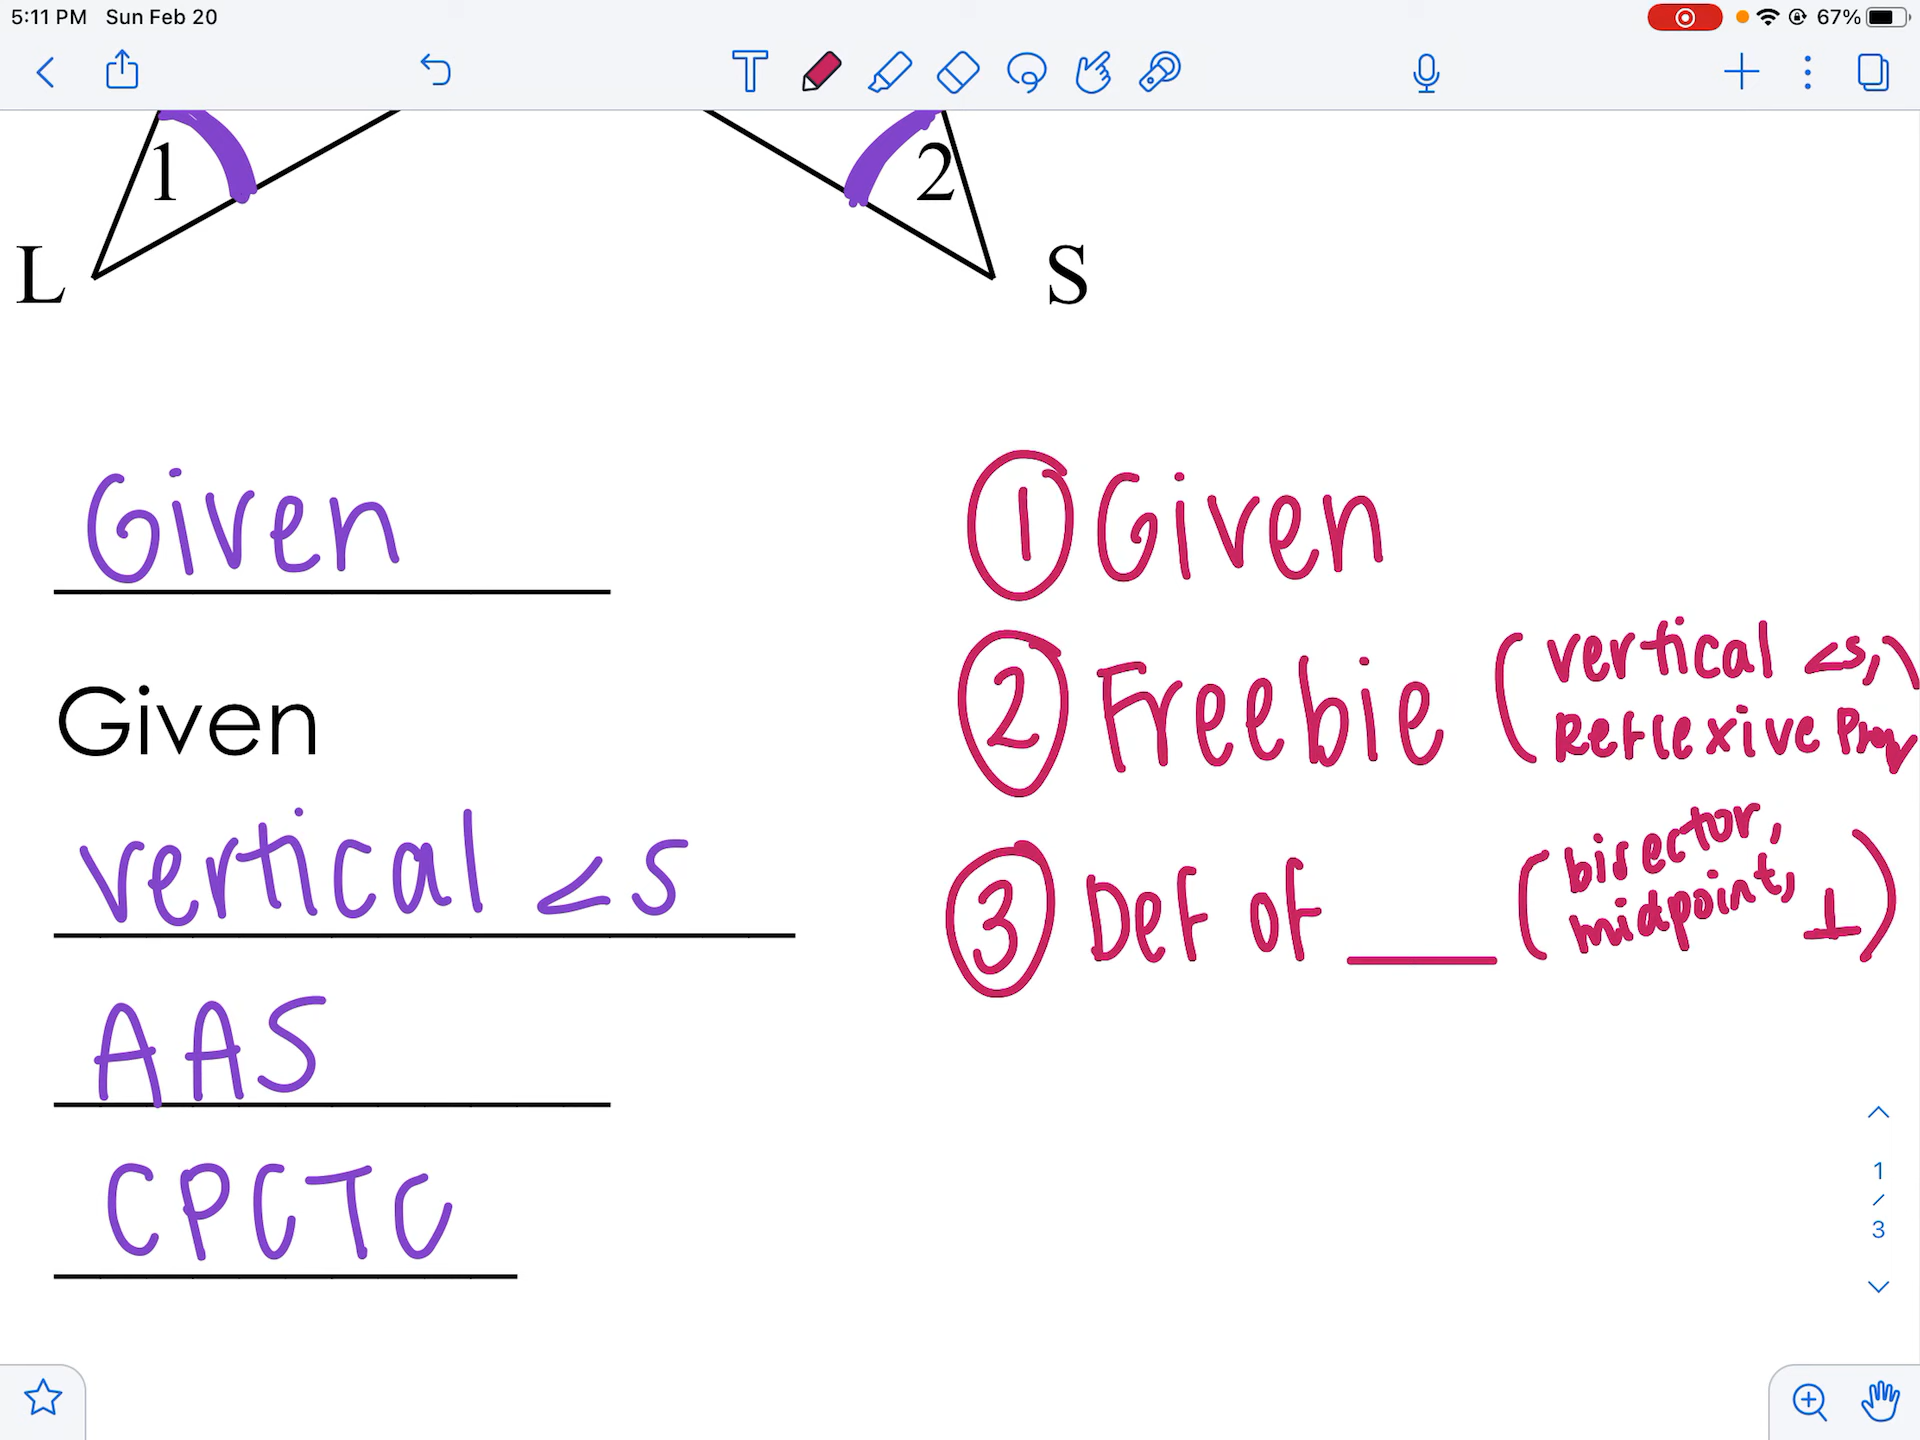 5:11 PM Sun Feb 20 67%
1 2
L S
Given
Given
vertical <s
AAS
CPCTC
1 Given
2 Freebie (vertical <s,
Reflexive Prop)
3 Def of ____ (bisector,
midpoint, ⊥)
1
/
3